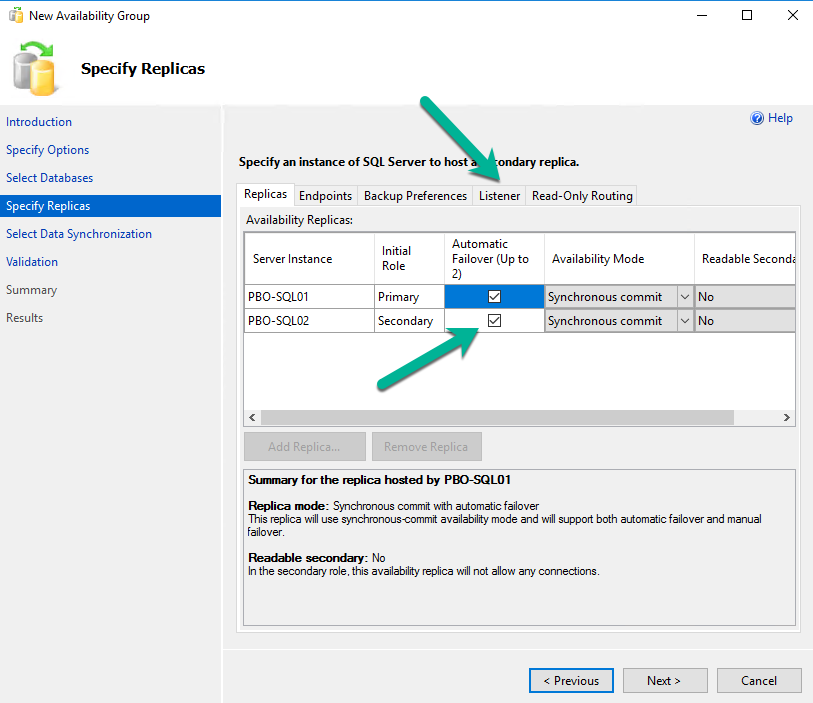 New Availability Group
Specify Replicas
Introduction
Specify Options
Select Databases
Specify Replicas
Select Data Synchronization
Validation
Summary
Results
Help
Specify an instance of SQL Server to host a secondary replica.
Replicas
Endpoints
Backup Preferences
Listener
Read-Only Routing
Availability Replicas:
Server Instance
Initial
Role
Automatic
Failover (Up to
2)
Availability Mode
Readable Seconda
PBO-SQL01
Primary
Synchronous commit
No
PBO-SQL02
Secondary
Synchronous commit
No
Add Replica...
Remove Replica
Summary for the replica hosted by PBO-SQL01
Replica mode: Synchronous commit with automatic failover
This replica will use synchronous-commit availability mode and will support both automatic failover and manual
failover.
Readable secondary: No
In the secondary role, this availability replica will not allow any connections.
< Previous
Next >
Cancel